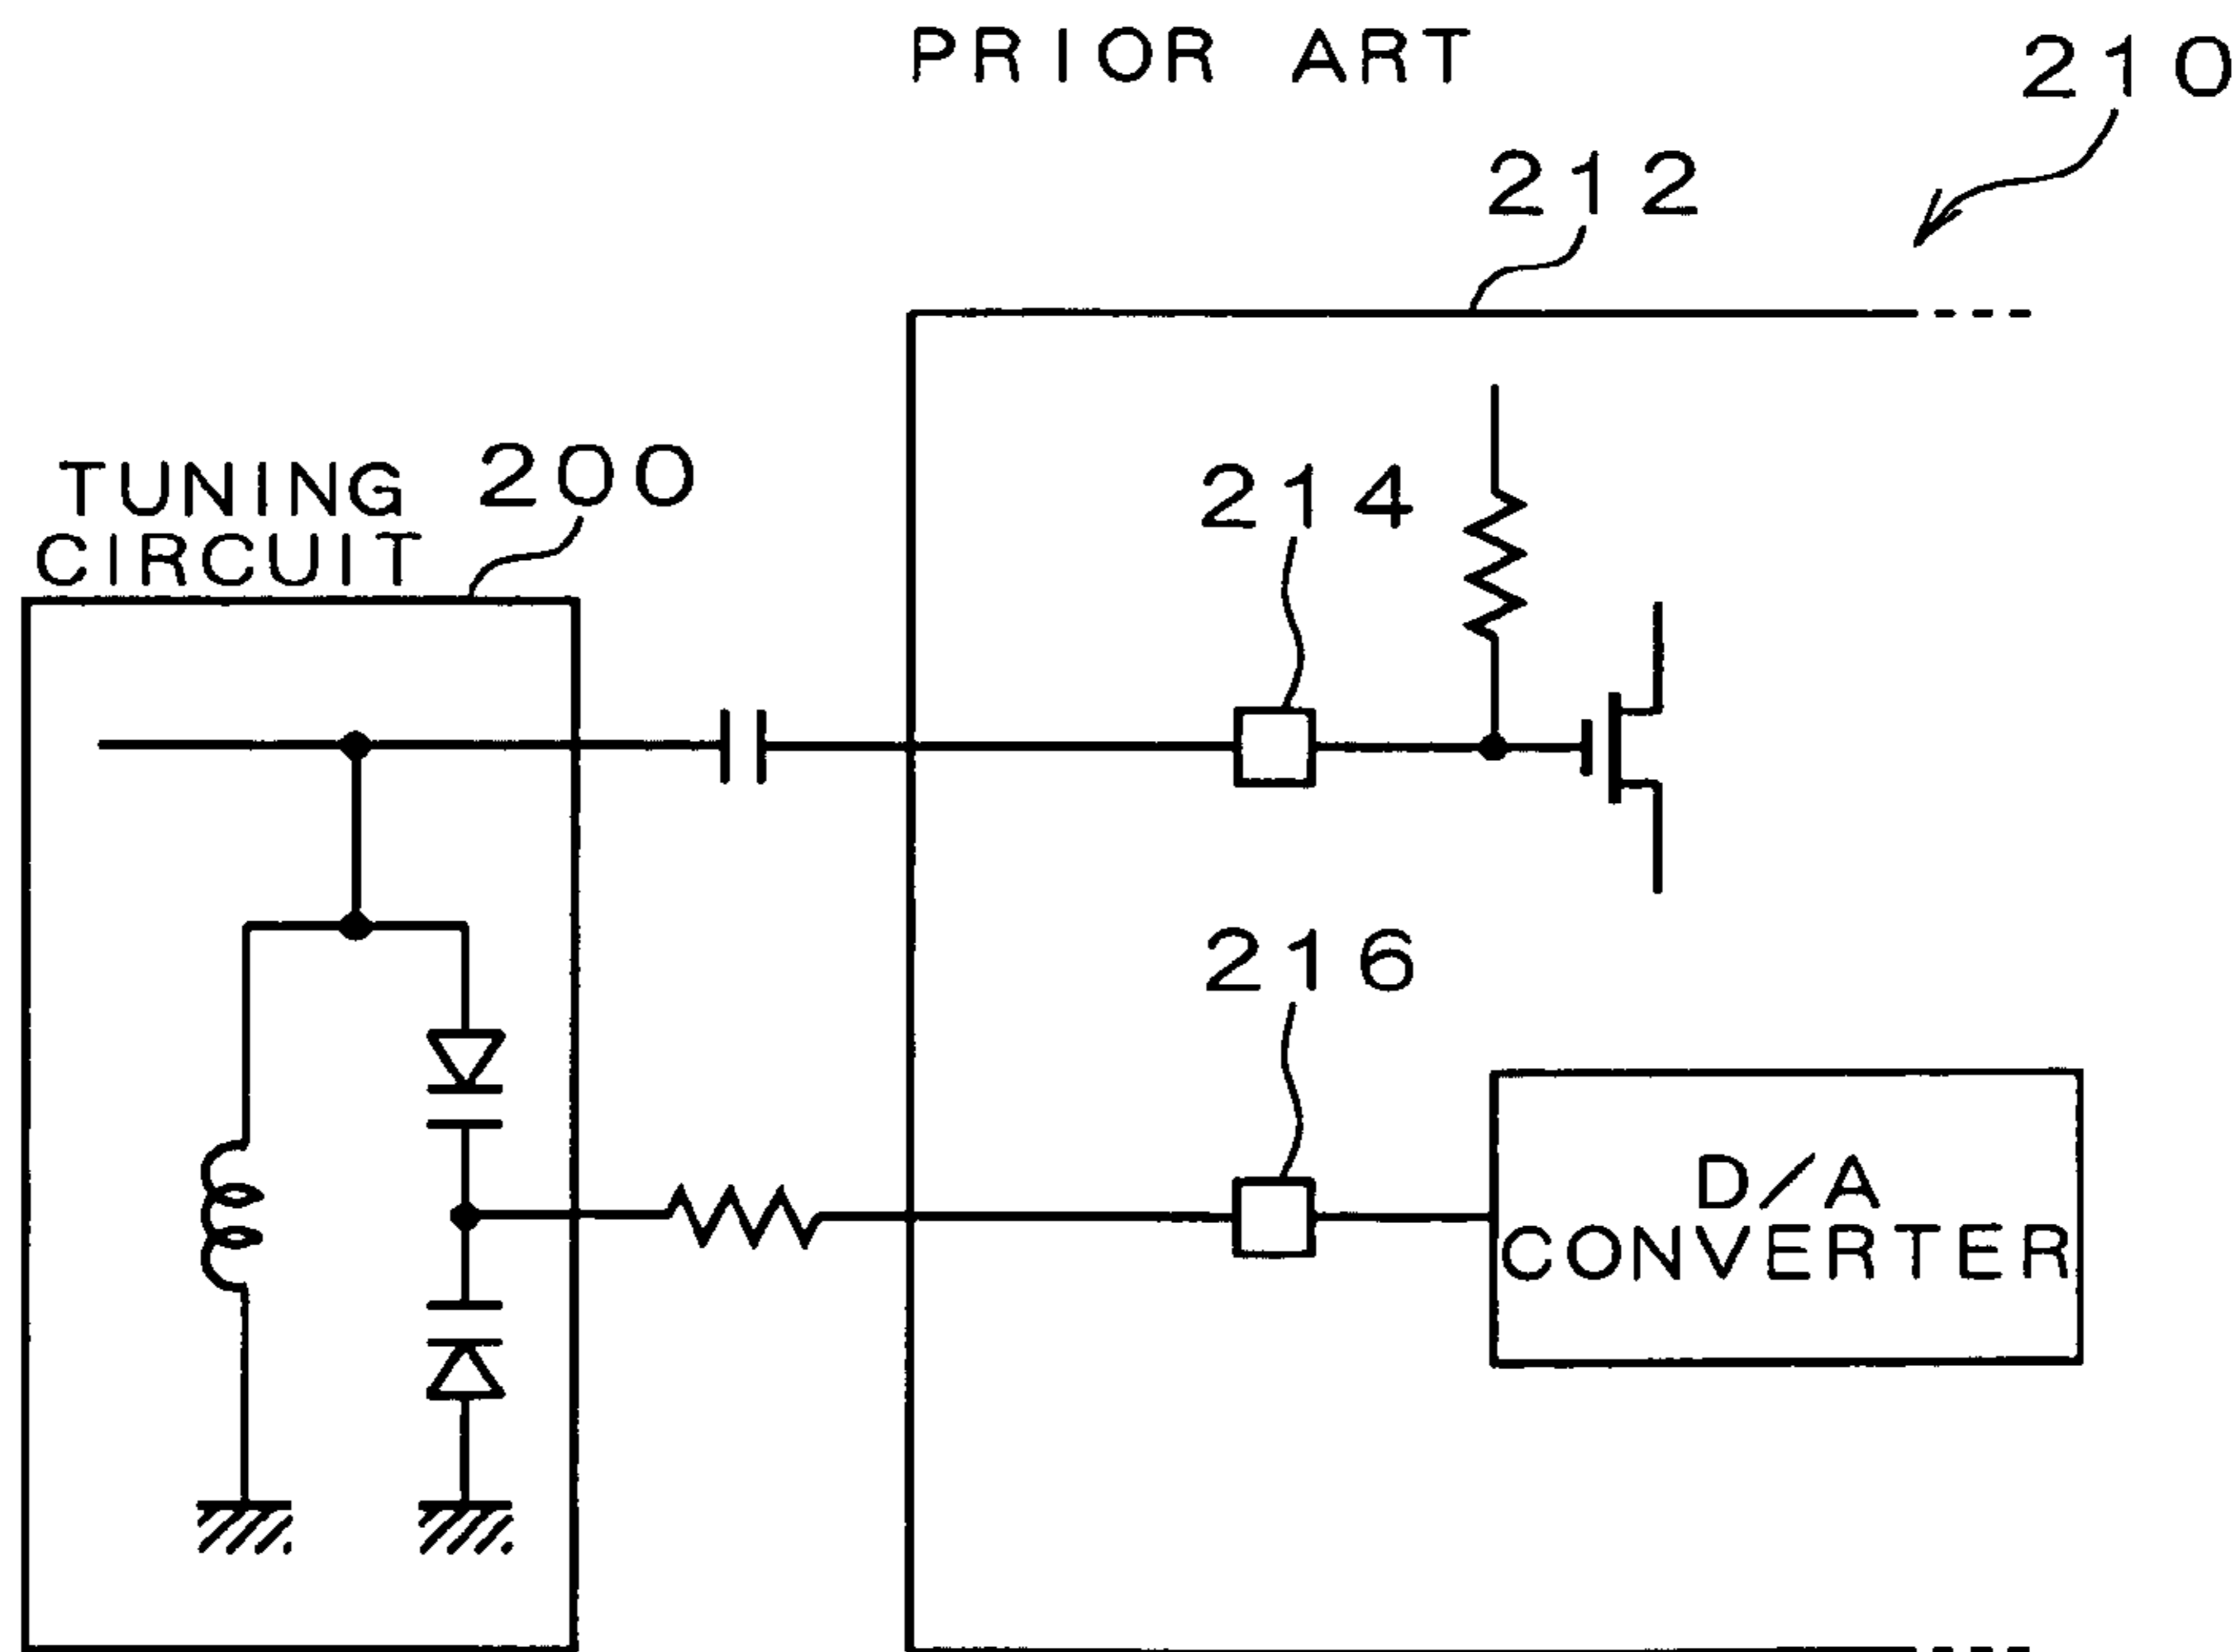 PRIOR ART
210
212
TUNING
CIRCUIT
200
214
216
D/A
CONVERTER